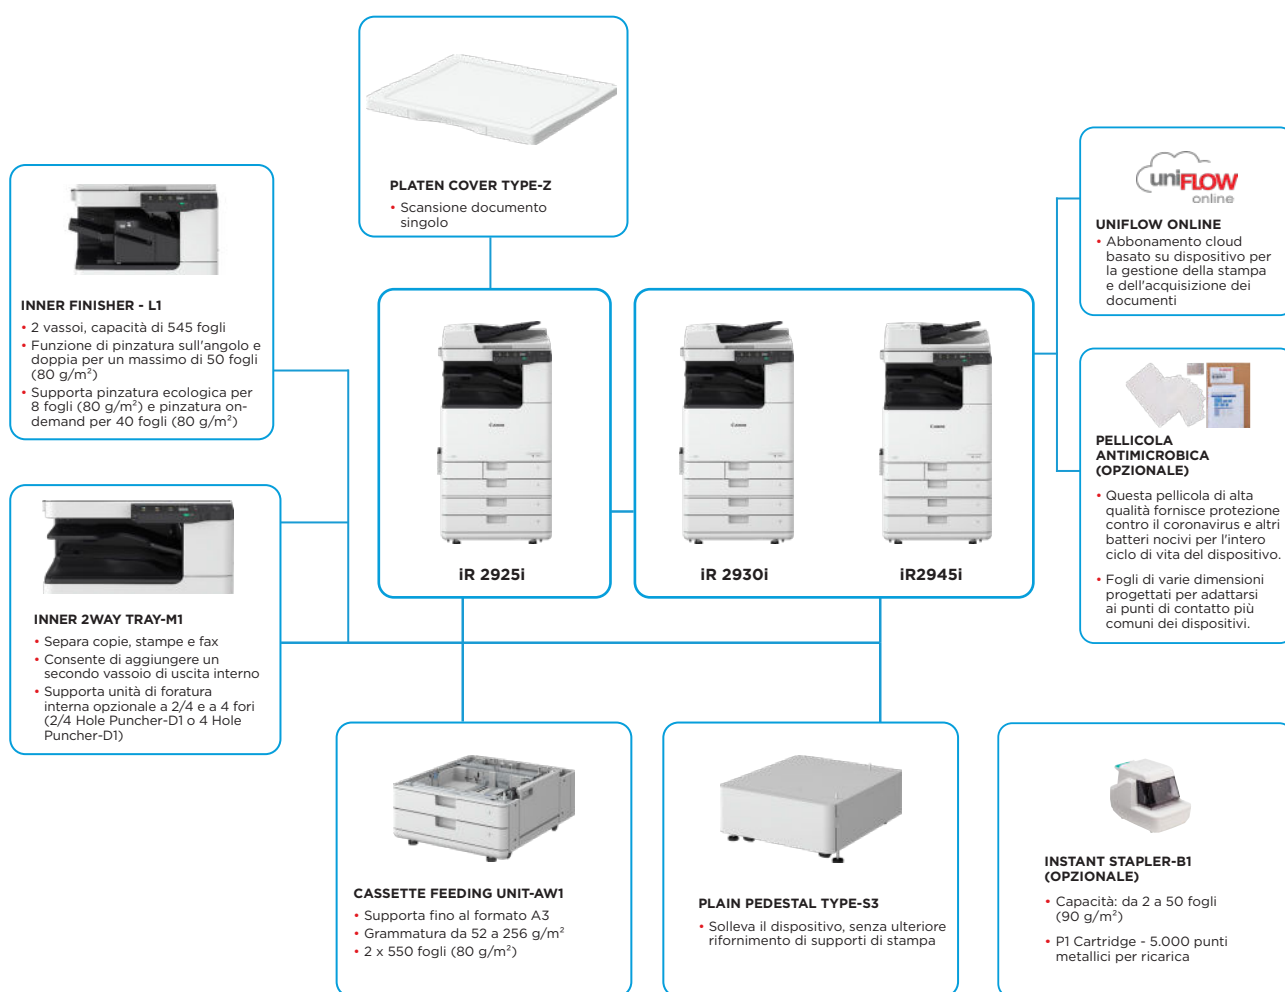 PLATEN COVER TYPE-Z
• Scansione documento
singolo
INNER FINISHER - L1
• 2 vassoi, capacità di 545 fogli
• Funzione di pinzatura sull'angolo e
doppia per un massimo di 50 fogli
(80 g/m²)
• Supporta pinzatura ecologica per
8 fogli (80 g/m²) e pinzatura on-
demand per 40 fogli (80 g/m²)
INNER 2WAY TRAY-M1
• Separa copie, stampe e fax
• Consente di aggiungere un
secondo vassoio di uscita interno
• Supporta unità di foratura
interna opzionale a 2/4 e a 4 fori
(2/4 Hole Puncher-D1 o 4 Hole
Puncher-D1)
Canon
iR 2925i
Canon
iR 2930i
Canon
iR2945i
uniFLOW
online
UNIFLOW ONLINE
• Abbonamento cloud
basato su dispositivo per
la gestione della stampa
e dell'acquisizione dei
documenti
PELLICOLA
ANTIMICROBICA
(OPZIONALE)
• Questa pellicola di alta
qualità fornisce protezione
contro il coronavirus e altri
batteri nocivi per l'intero
ciclo di vita del dispositivo.
• Fogli di varie dimensioni
progettati per adattarsi
ai punti di contatto più
comuni dei dispositivi.
CASSETTE FEEDING UNIT-AW1
• Supporta fino al formato A3
• Grammatura da 52 a 256 g/m²
• 2 x 550 fogli (80 g/m²)
PLAIN PEDESTAL TYPE-S3
• Solleva il dispositivo, senza ulteriore
rifornimento di supporti di stampa
INSTANT STAPLER-B1
(OPZIONALE)
• Capacità: da 2 a 50 fogli
(90 g/m²)
• P1 Cartridge - 5.000 punti
metallici per ricarica